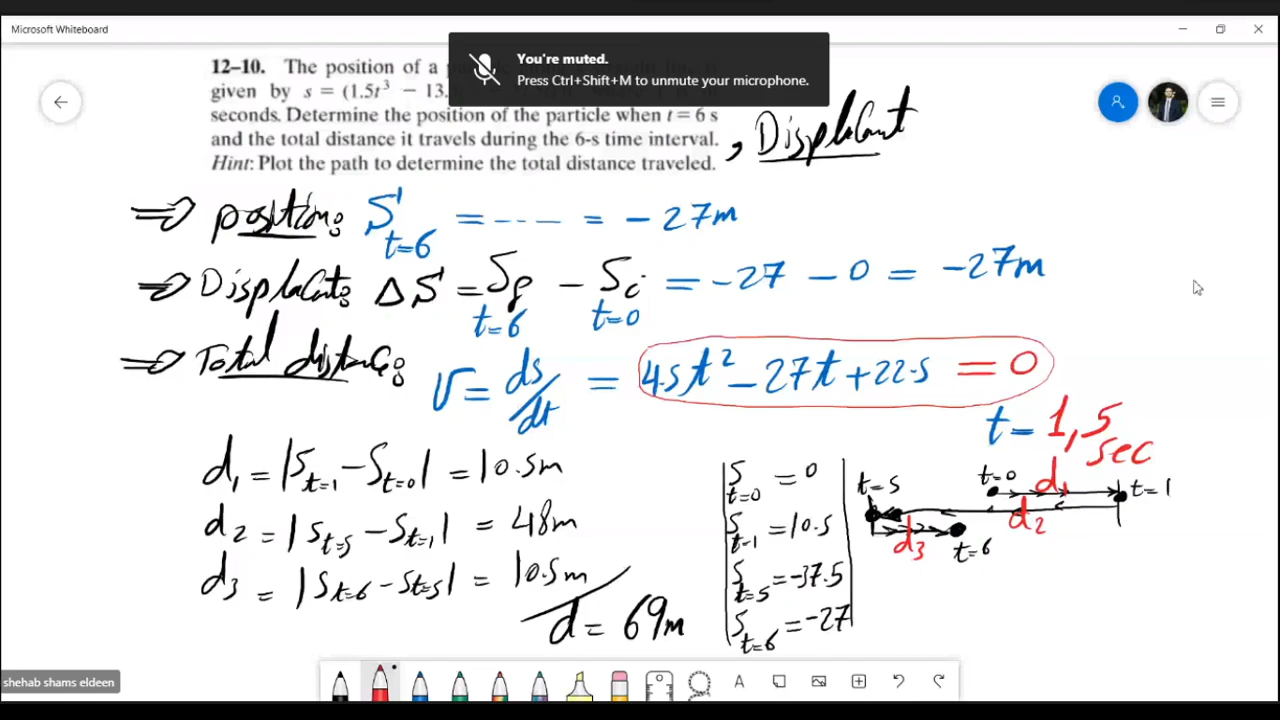 Microsoft Whiteboard
You're muted.
Press Ctrl+Shift+M to unmute your microphone.
12–10. The position of a
given by s = (1.5t³ − 13.
seconds. Determine the position of the particle when t = 6 s
and the total distance it travels during the 6-s time interval.
Hint: Plot the path to determine the total distance traveled.
, Displacant
⇒ position: S t=6 = ---- = -27m
⇒ Displacant: ΔS = Sf t=6 − Si t=0 = -27 − 0 = -27m
⇒ Total distance:
V = ds/dt = 4.5t² − 27t + 22.5 = 0
t = 1,5 sec
d1 = |S t=1 − S t=0| = 10.5m
d2 = |S t=5 − S t=1| = 48m
d3 = |S t=6 − S t=5| = 10.5m
d = 69m
S t=0 = 0
S t=1 = 10.5
S t=5 = -37.5
S t=6 = -27
t=0
d1
t=1
t=5
d2
d3
t=6
shehab shams eldeen
A